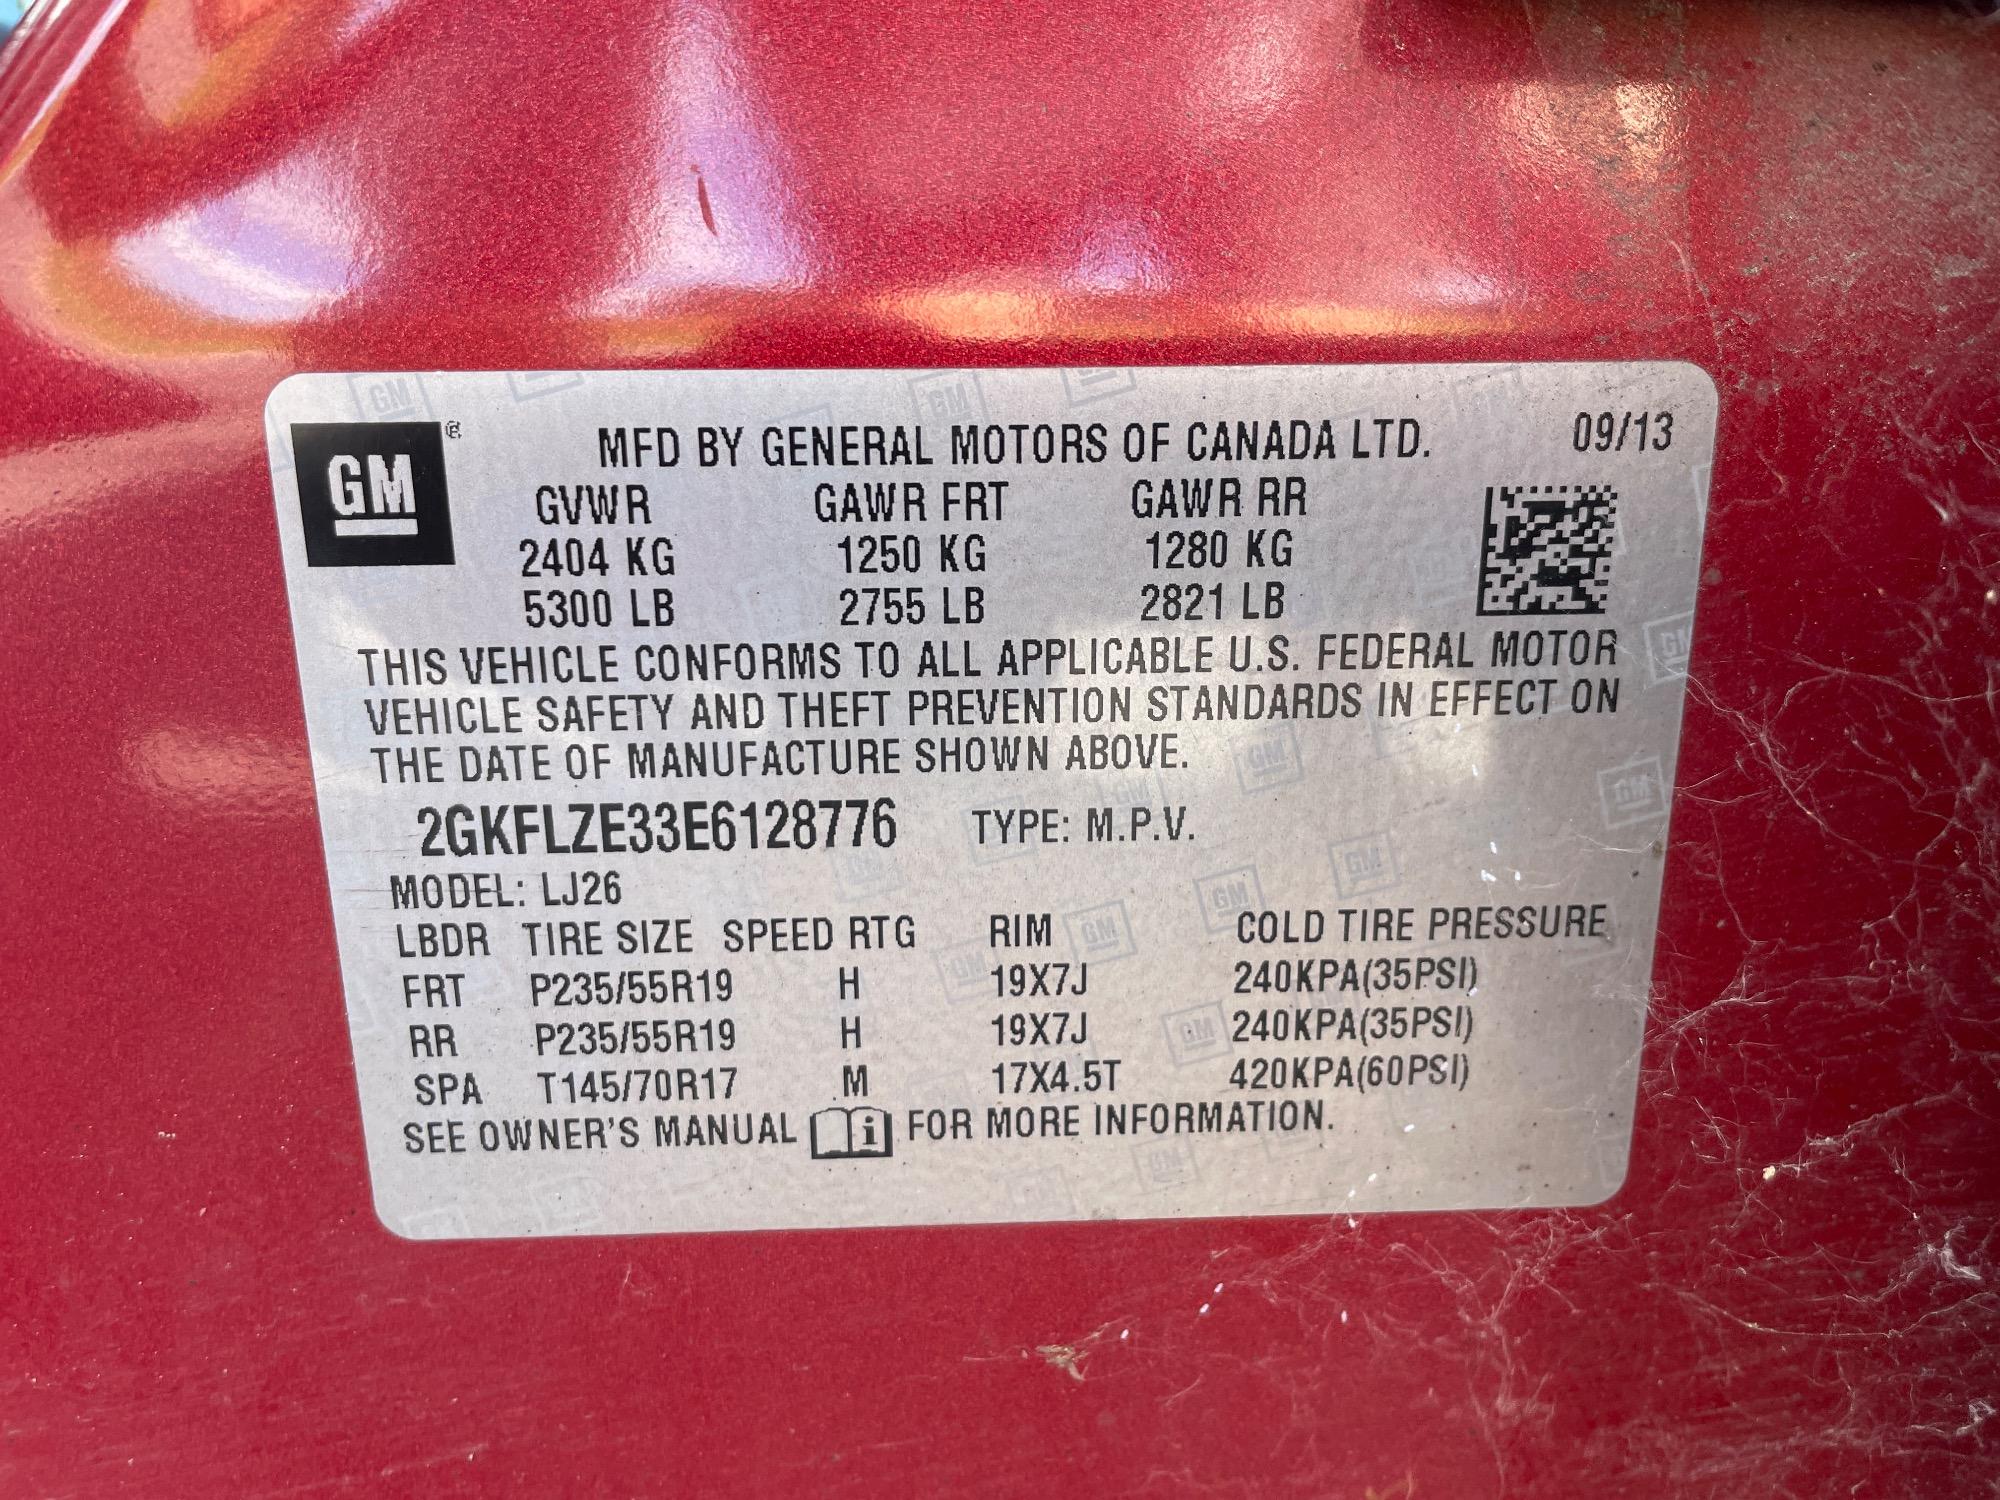 GM
MFD BY GENERAL MOTORS OF CANADA LTD. 09/13
GVWR GAWR FRT GAWR RR
2404 KG 1250 KG 1280 KG
5300 LB 2755 LB 2821 LB
THIS VEHICLE CONFORMS TO ALL APPLICABLE U.S. FEDERAL MOTOR
VEHICLE SAFETY AND THEFT PREVENTION STANDARDS IN EFFECT ON
THE DATE OF MANUFACTURE SHOWN ABOVE.
2GKFLZE33E6128776 TYPE: M.P.V.
MODEL: LJ26
LBDR TIRE SIZE SPEED RTG RIM COLD TIRE PRESSURE
FRT P235/55R19 H 19X7J 240KPA(35PSI)
RR P235/55R19 H 19X7J 240KPA(35PSI)
SPA T145/70R17 M 17X4.5T 420KPA(60PSI)
SEE OWNER'S MANUAL i FOR MORE INFORMATION.